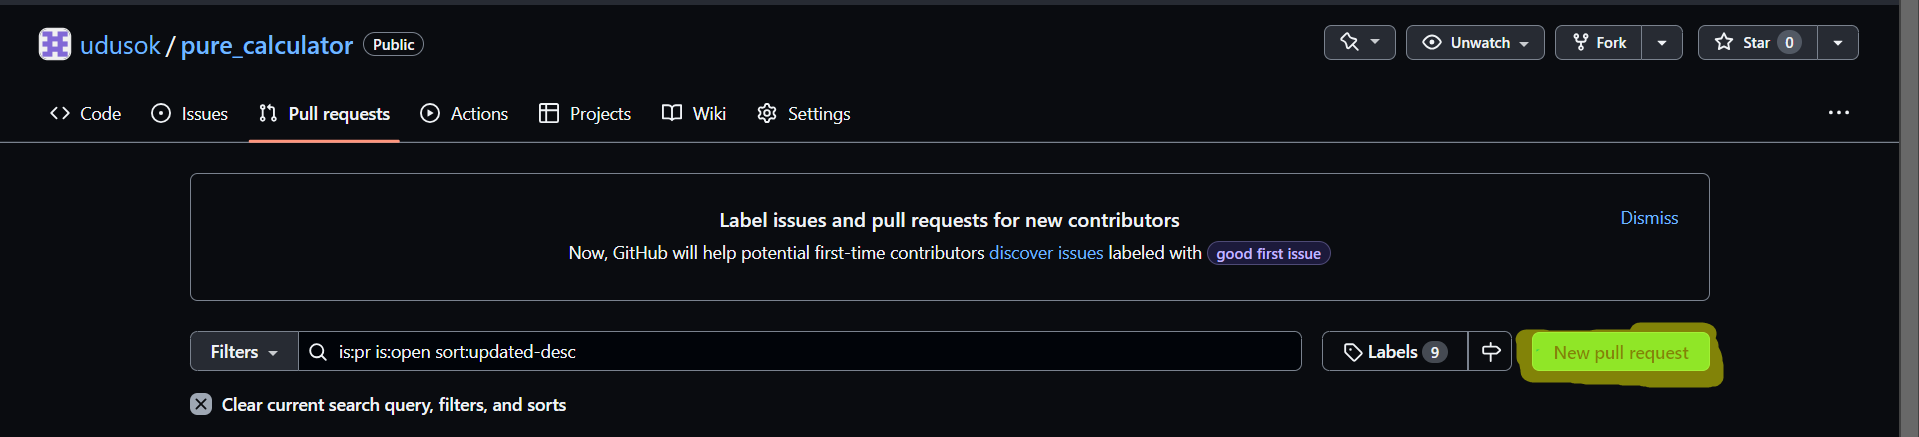 udusok / pure_calculator Public
Unwatch Fork Star 0
Code Issues Pull requests Actions Projects Wiki Settings
Label issues and pull requests for new contributors
Dismiss
Now, GitHub will help potential first-time contributors discover issues labeled with good first issue
Filters is:pr is:open sort:updated-desc Labels 9 New pull request
Clear current search query, filters, and sorts